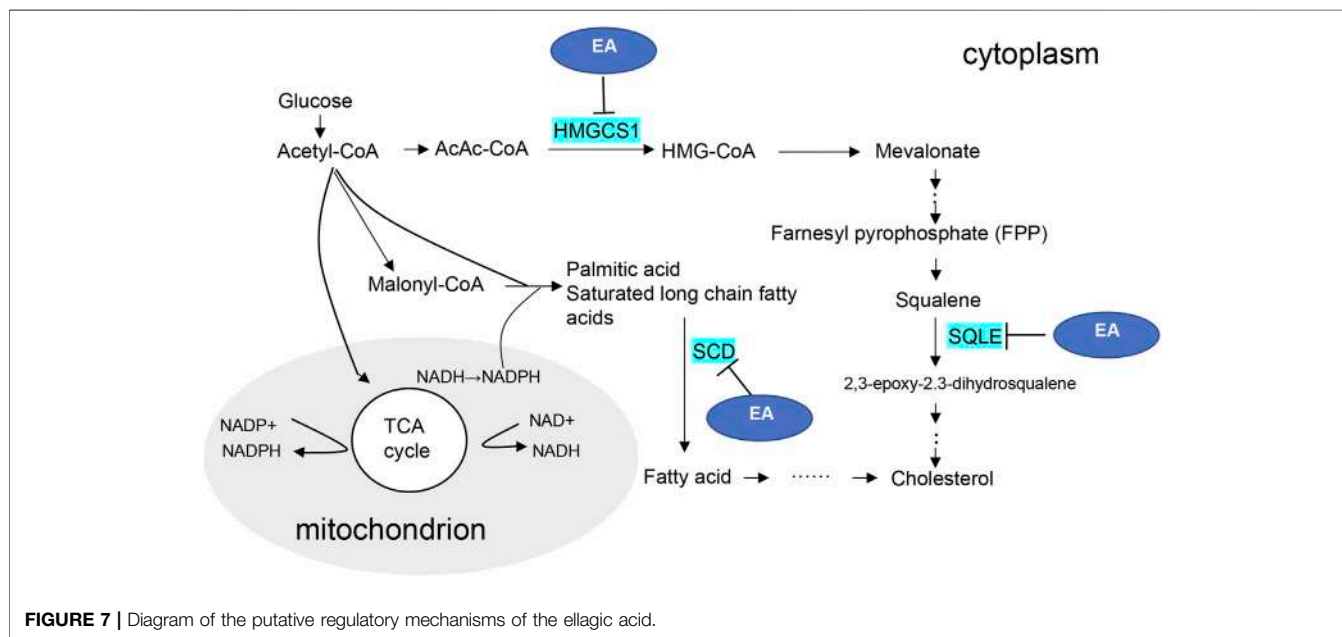 EA
cytoplasm
Glucose
HMGCS1
Acetyl-CoA
AcAc-CoA
HMG-CoA
Mevalonate
Farnesyl pyrophosphate (FPP)
Malonyl-CoA
Palmitic acid
Saturated long chain fatty
acids
Squalene
SQLE
EA
SCD
NADH→NADPH
2,3-epoxy-2.3-dihydrosqualene
EA
NADP+
NADPH
TCA
cycle
NAD+
NADH
Fatty acid
......
Cholesterol
mitochondrion
FIGURE 7 | Diagram of the putative regulatory mechanisms of the ellagic acid.